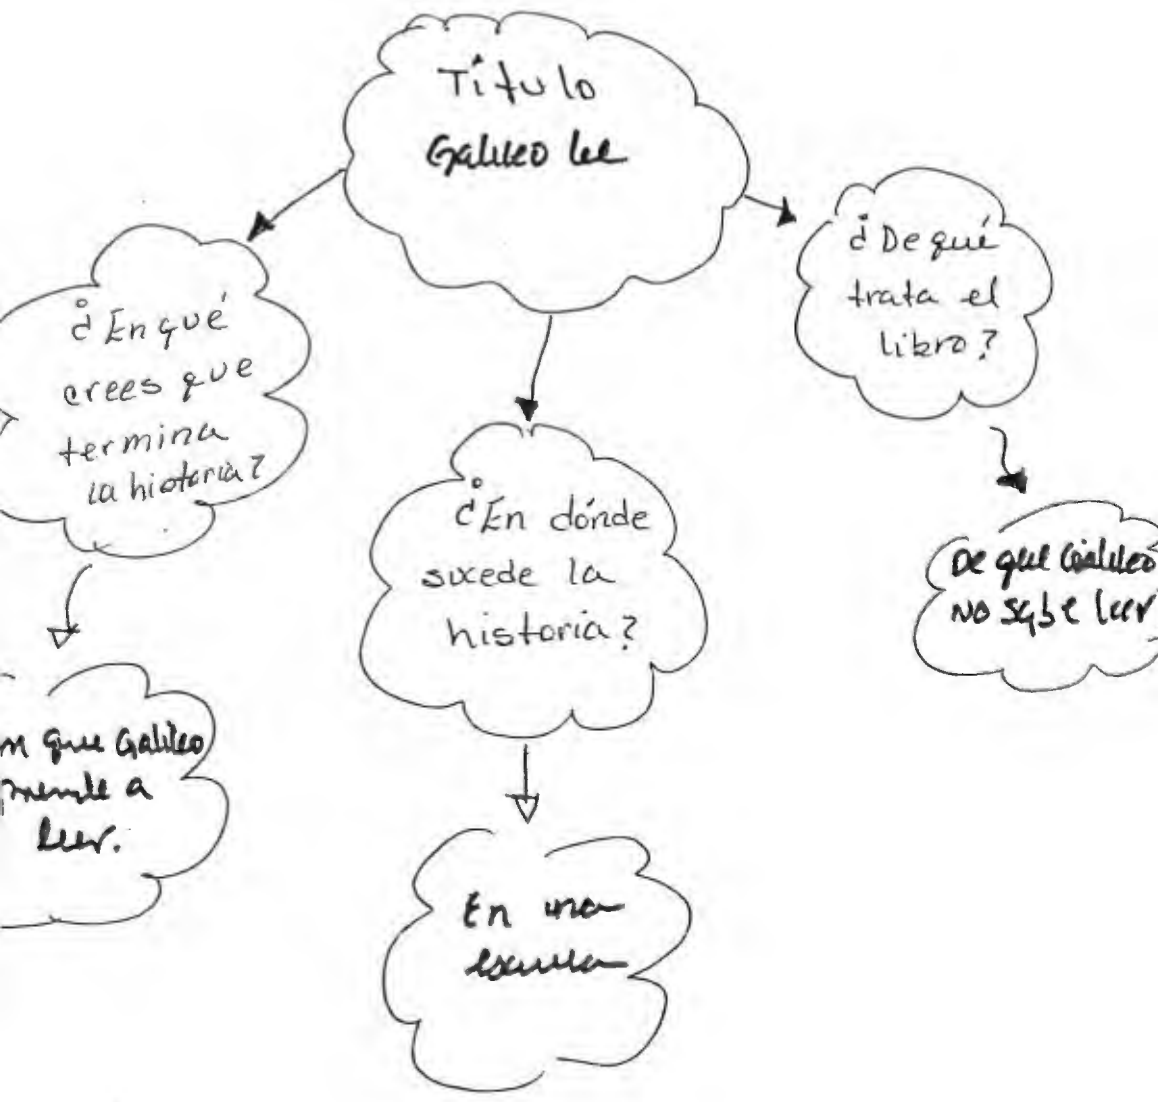 Título
Galileo lee
¿En qué
crees que
termina
la historia?
¿En dónde
sucede la
historia?
¿De qué
trata el
libro?
De que Galileo
no sabe leer
que Galileo
a
leer.
En una
escuela